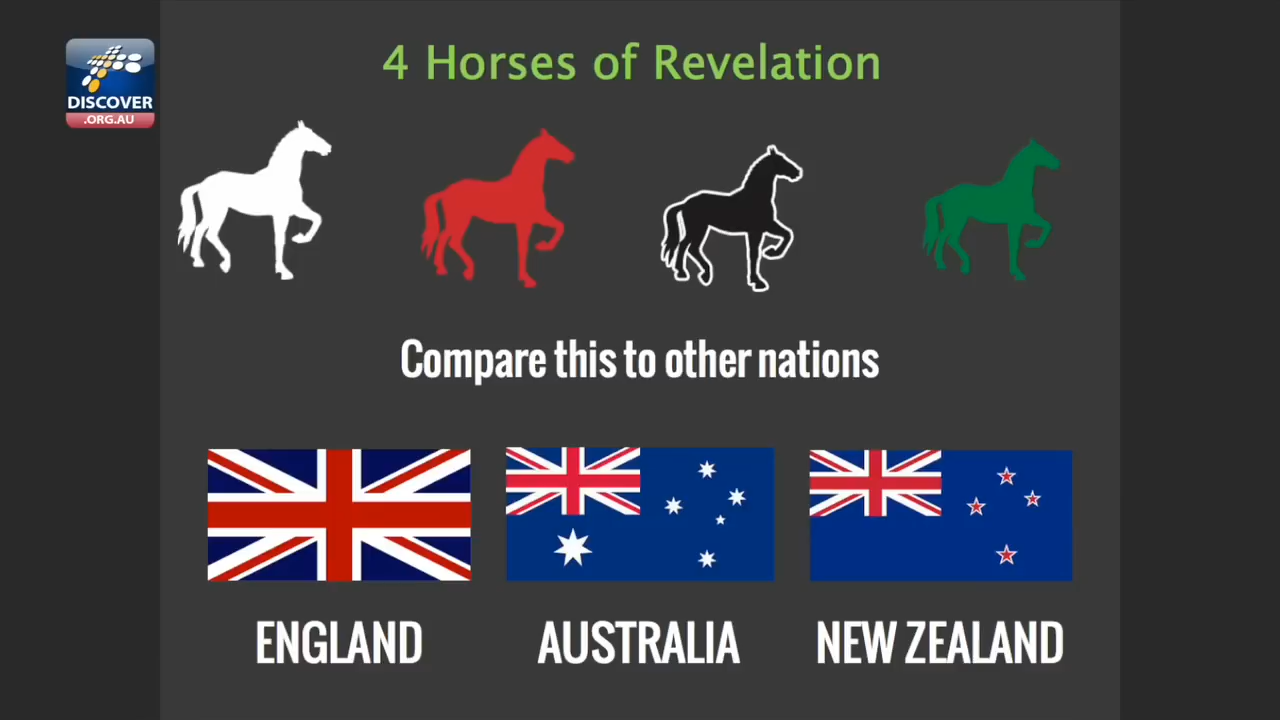 4 Horses of Revelation
DISCOVER
.ORG.AU
Compare this to other nations
ENGLAND
AUSTRALIA
NEW ZEALAND